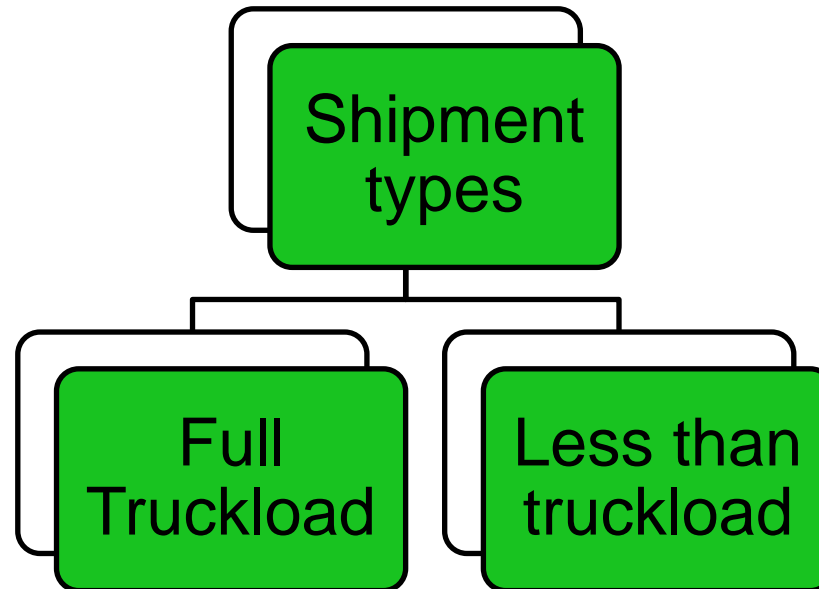 Shipment
types
Full
Truckload
Less than
truckload